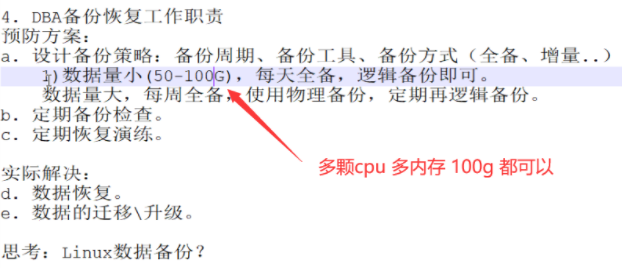 4. DBA备份恢复工作职责
预防方案：
a. 设计备份策略：备份周期、备份工具、备份方式（全备、增量..）
1)数据量小(50-100G)，每天全备，逻辑备份即可。
数据量大，每周全备，使用物理备份，定期再逻辑备份。
b. 定期备份检查。
c. 定期恢复演练。
多颗cpu 多内存 100g 都可以
实际解决：
d. 数据恢复。
e. 数据的迁移\升级。
思考：Linux数据备份？